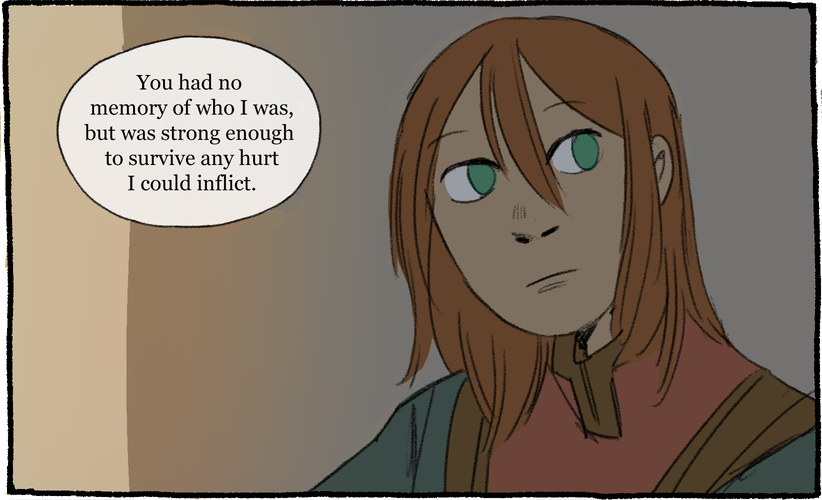 You had no
memory of who I was,
but was strong enough
to survive any hurt
I could inflict.